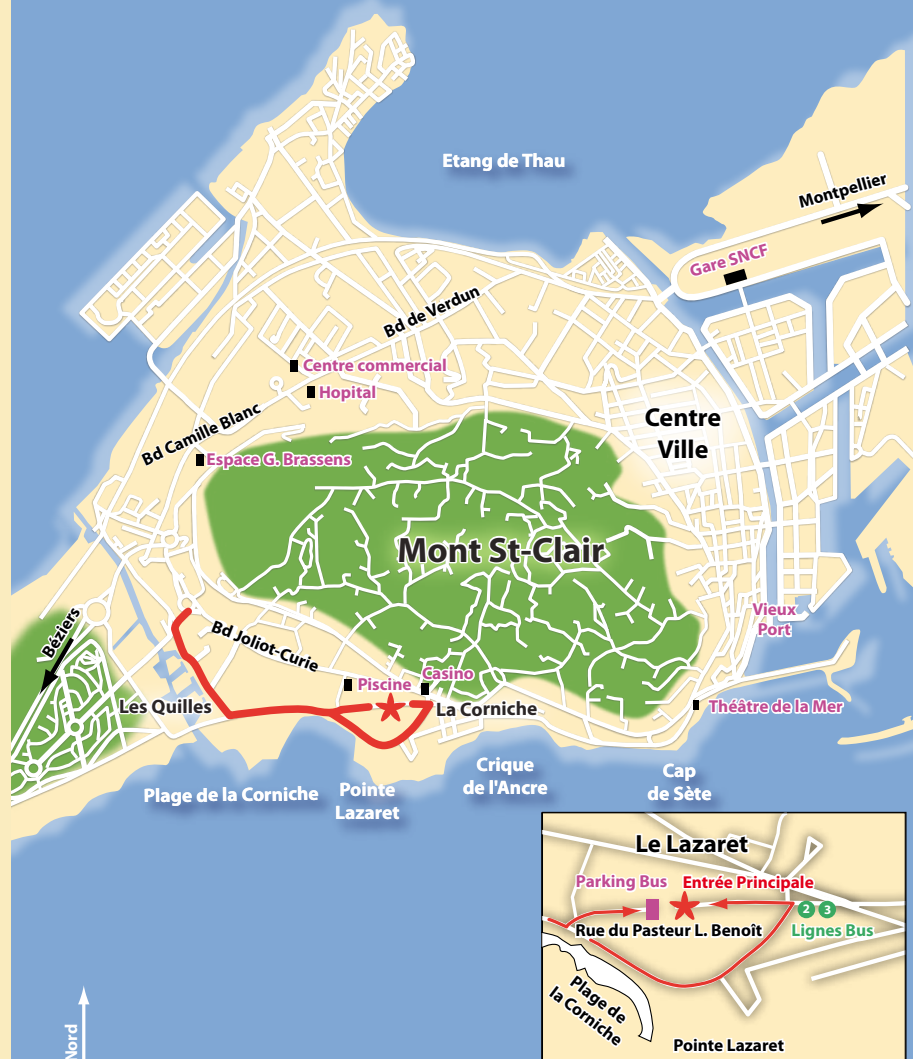 Etang de Thau
Montpellier
Gare SNCF
Bd de Verdun
Centre commercial
Hopital
Bd Camille Blanc
Centre
Ville
Espace G. Brassens
Mont St-Clair
Vieux
Port
Béziers
Bd Joliot-Curie
Casino
Piscine
Les Quilles
La Corniche
Théâtre de la Mer
Plage de la Corniche
Pointe
Lazaret
Crique
de l'Ancre
Cap
de Sète
Le Lazaret
Parking Bus
Entrée Principale
2 3
Rue du Pasteur L. Benoît
Lignes Bus
Plage de
la Corniche
Pointe Lazaret
Nord